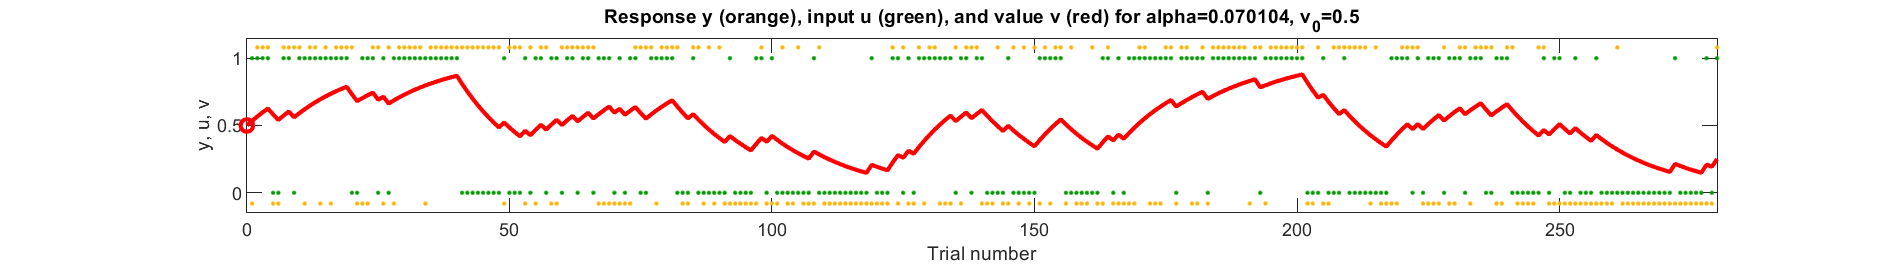 Response y (orange), input u (green), and value v (red) for alpha=0.070104, v0=0.5
y, u, v
1
0.5
0
0 50 100 150 200 250
Trial number